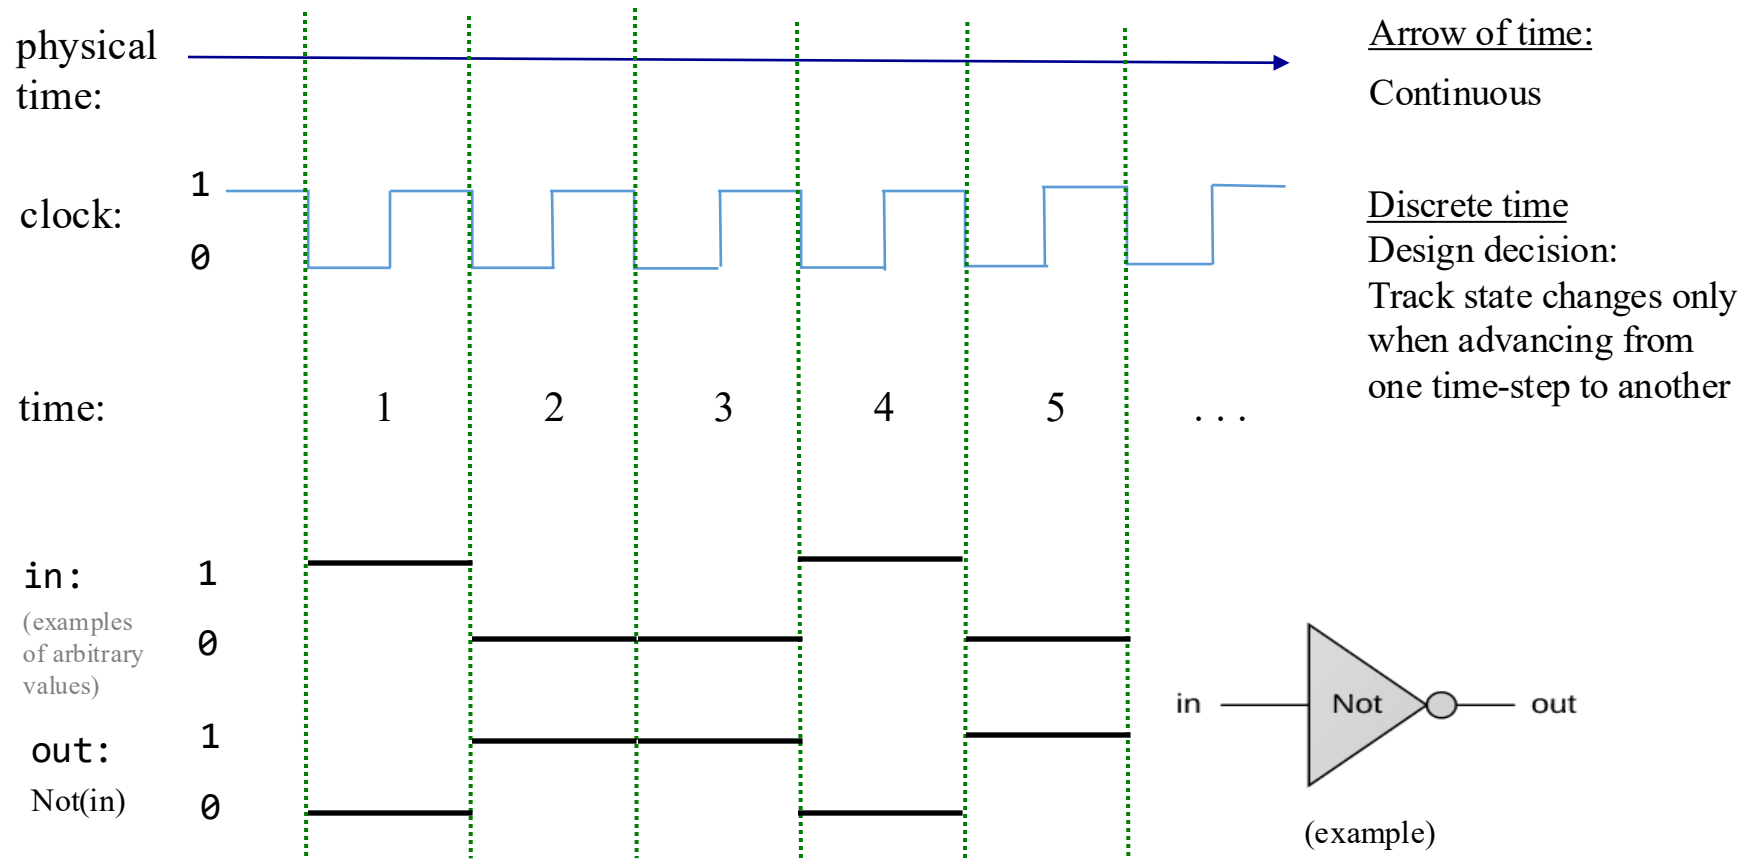 physical
time:
Arrow of time:
Continuous
clock:
1
0
Discrete time
Design decision:
Track state changes only
when advancing from
one time-step to another
time:
1 2 3 4 5 . . .
in:
(examples
of arbitrary
values)
1
0
out:
Not(in)
1
0
in Not out
(example)